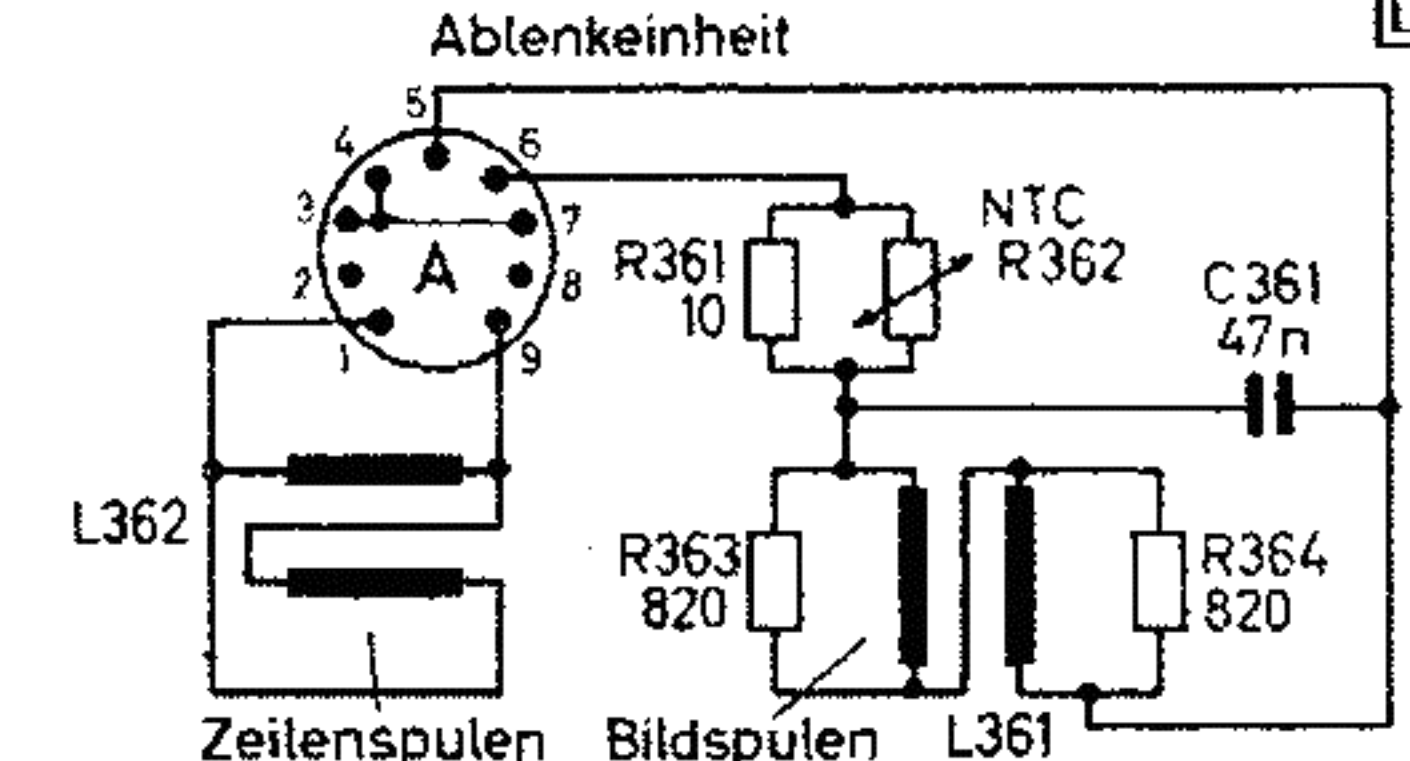 Ablenkeinheit
5
4
6
3
7
2
8
A
1
9
NTC
R361
10
R362
C361
47n
L362
R363
820
R364
820
Zeilenspulen
Bildspulen
L361